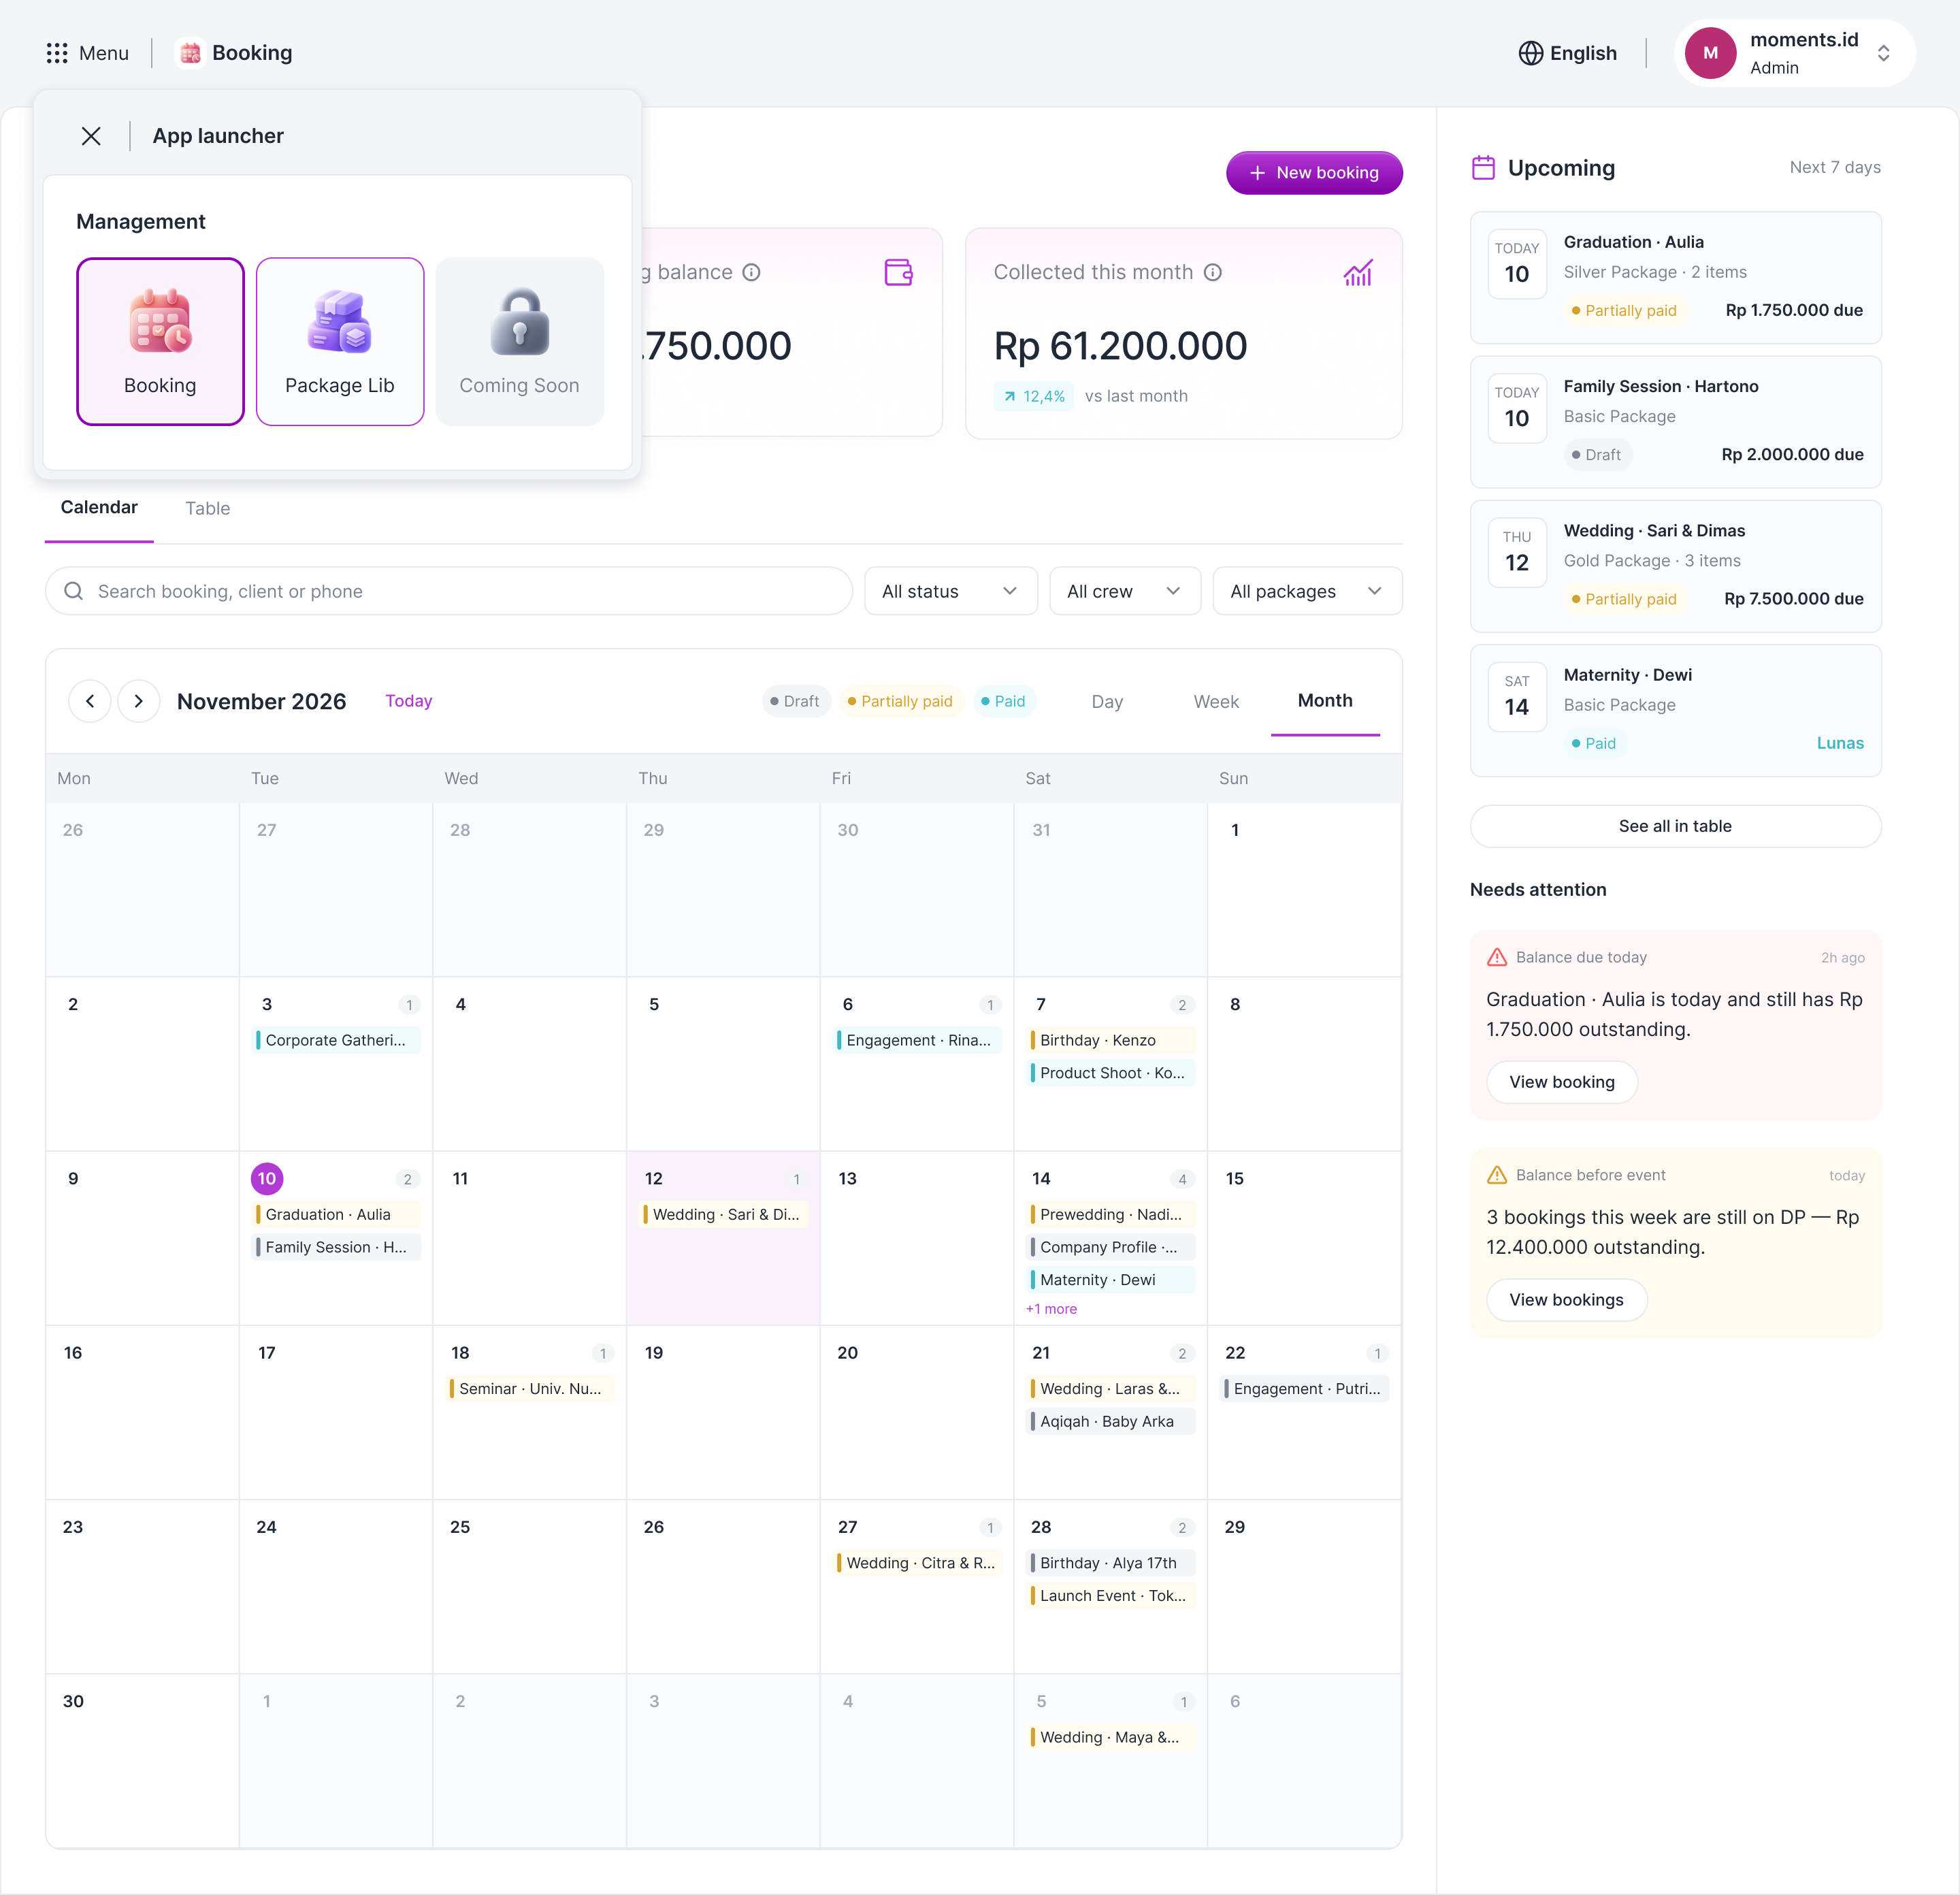 Menu
Booking
English
M
moments.id
Admin
App launcher
Management
Booking
Package Lib
Coming Soon
New booking
g balance
.750.000
Collected this month
Rp 61.200.000
12,4% vs last month
Calendar
Table
Search booking, client or phone
All status
All crew
All packages
November 2026
Today
Draft
Partially paid
Paid
Day
Week
Month
Mon Tue Wed Thu Fri Sat Sun
26 27 28 29 30 31 1
2
3 1
Corporate Gatheri...
4
5
6 1
Engagement · Rina...
7 2
Birthday · Kenzo
Product Shoot · Ko...
8
9
10 2
Graduation · Aulia
Family Session · H...
11
12 1
Wedding · Sari & Di...
13
14 4
Prewedding · Nadi...
Company Profile ·...
Maternity · Dewi
+1 more
15
16
17
18 1
Seminar · Univ. Nu...
19
20
21 2
Wedding · Laras &...
Aqiqah · Baby Arka
22 1
Engagement · Putri...
23
24
25
26
27 1
Wedding · Citra & R...
28 2
Birthday · Alya 17th
Launch Event · Tok...
29
30
1
2
3
4
5 1
Wedding · Maya &...
6
Upcoming
Next 7 days
TODAY
10
Graduation · Aulia
Silver Package · 2 items
Partially paid
Rp 1.750.000 due
TODAY
10
Family Session · Hartono
Basic Package
Draft
Rp 2.000.000 due
THU
12
Wedding · Sari & Dimas
Gold Package · 3 items
Partially paid
Rp 7.500.000 due
SAT
14
Maternity · Dewi
Basic Package
Paid
Lunas
See all in table
Needs attention
Balance due today
2h ago
Graduation · Aulia is today and still has Rp
1.750.000 outstanding.
View booking
Balance before event
today
3 bookings this week are still on DP — Rp
12.400.000 outstanding.
View bookings